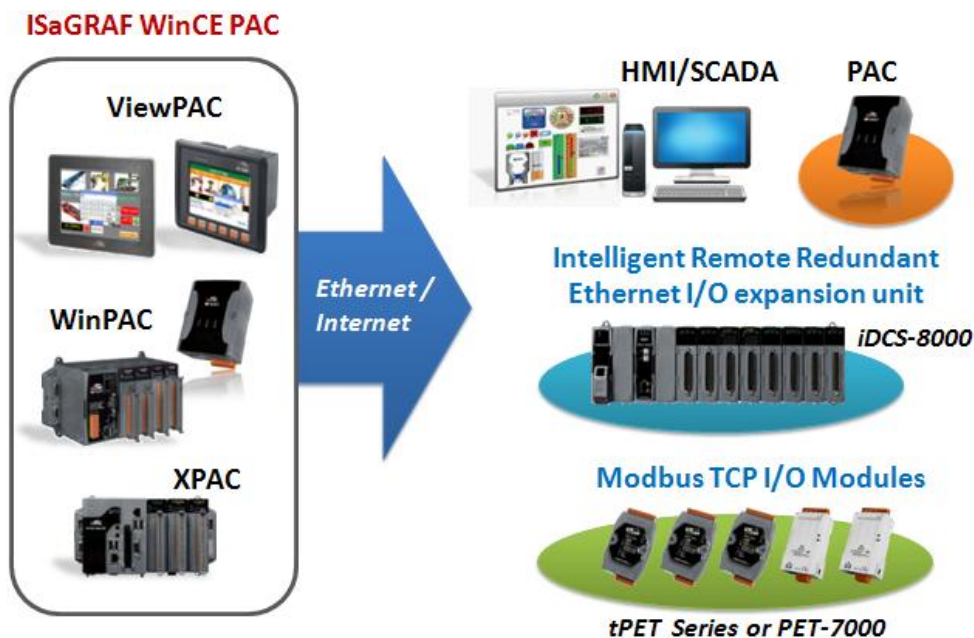 ISaGRAF WinCE PAC
ViewPAC
WinPAC
XPAC
Ethernet /
Internet
HMI/SCADA
PAC
Intelligent Remote Redundant
Ethernet I/O expansion unit
iDCS-8000
Modbus TCP I/O Modules
tPET Series or PET-7000